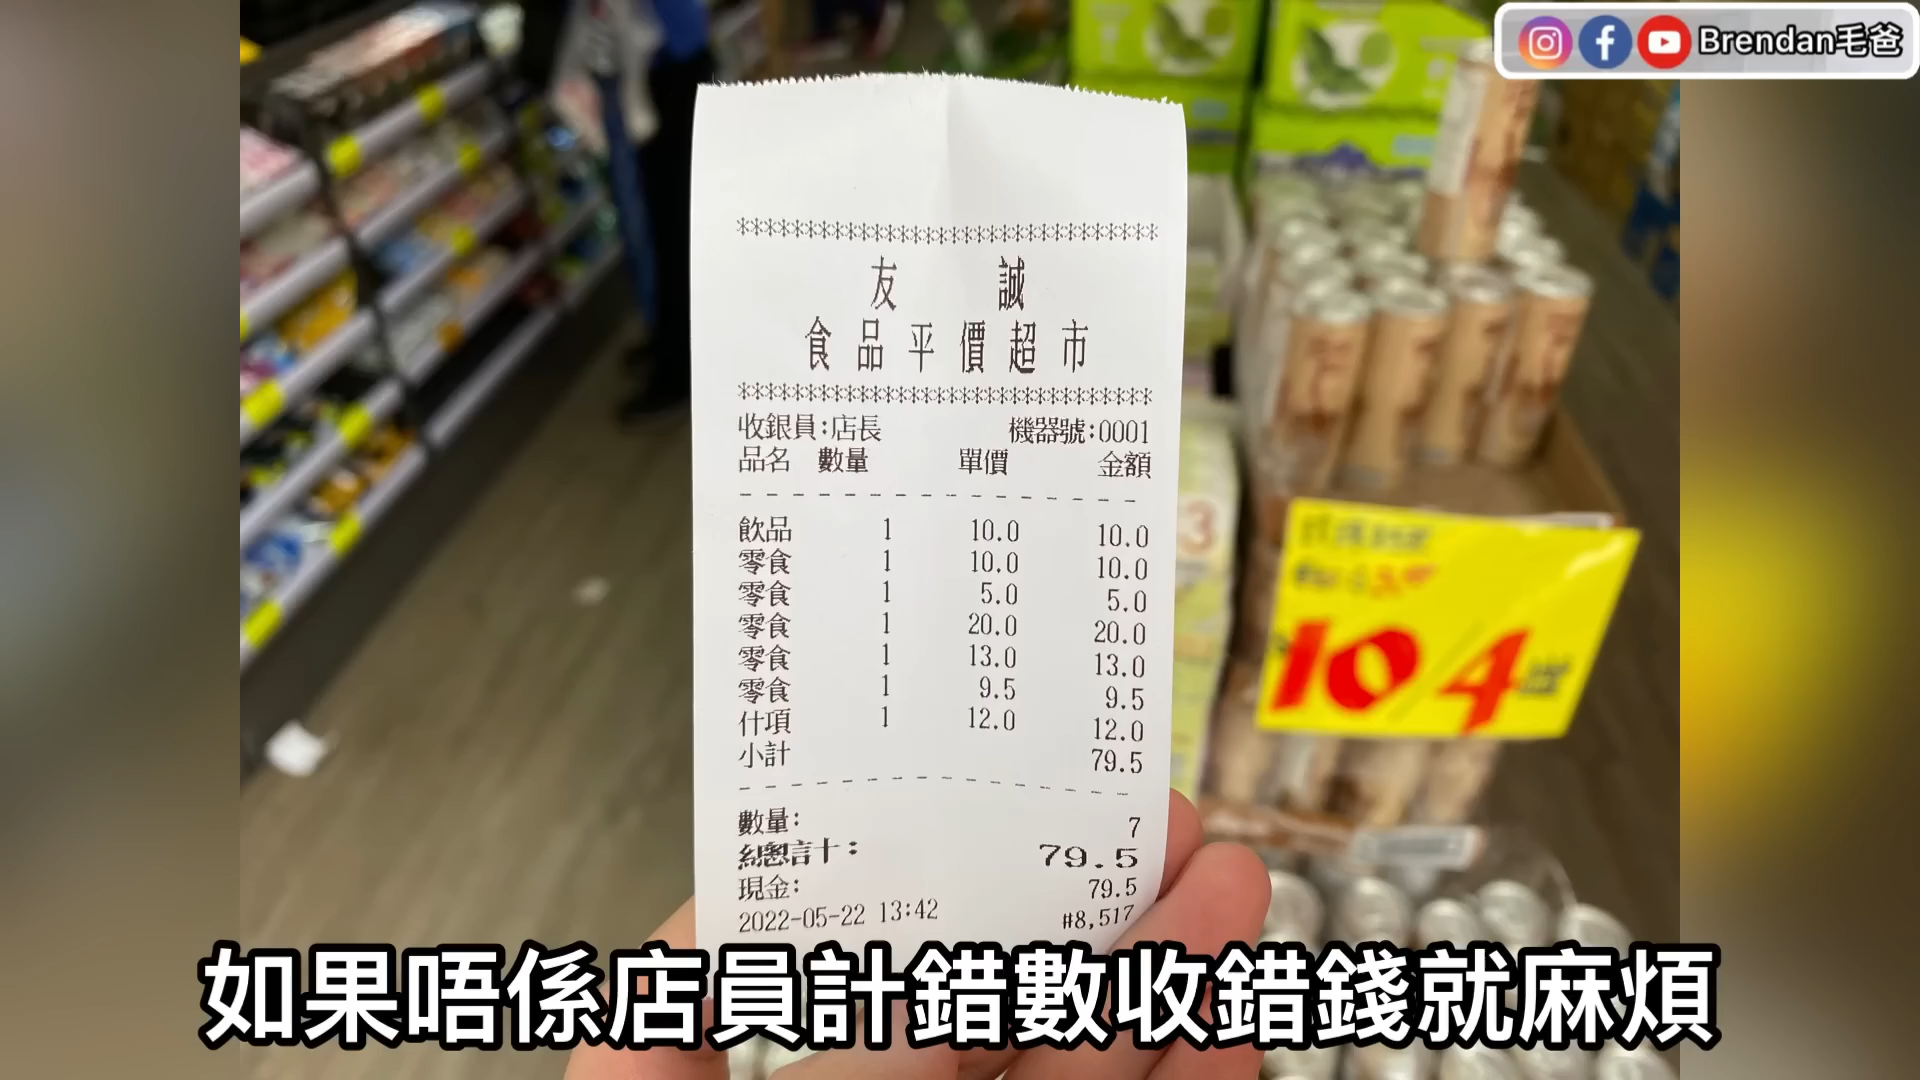 Brendan毛爸
************************************
友 誠
食品平價超市
************************************
收銀員:店長 機器號:0001
品名 數量 單價 金額
飲品 1 10.0 10.0
零食 1 10.0 10.0
零食 1 5.0 5.0
零食 1 20.0 20.0
零食 1 13.0 13.0
零食 1 9.5 9.5
什項 1 12.0 12.0
小計 79.5
數量: 7
總計: 79.5
現金: 79.5
2022-05-22 13:42 #8,517
10/4
如果唔係店員計錯數收錯錢就麻煩